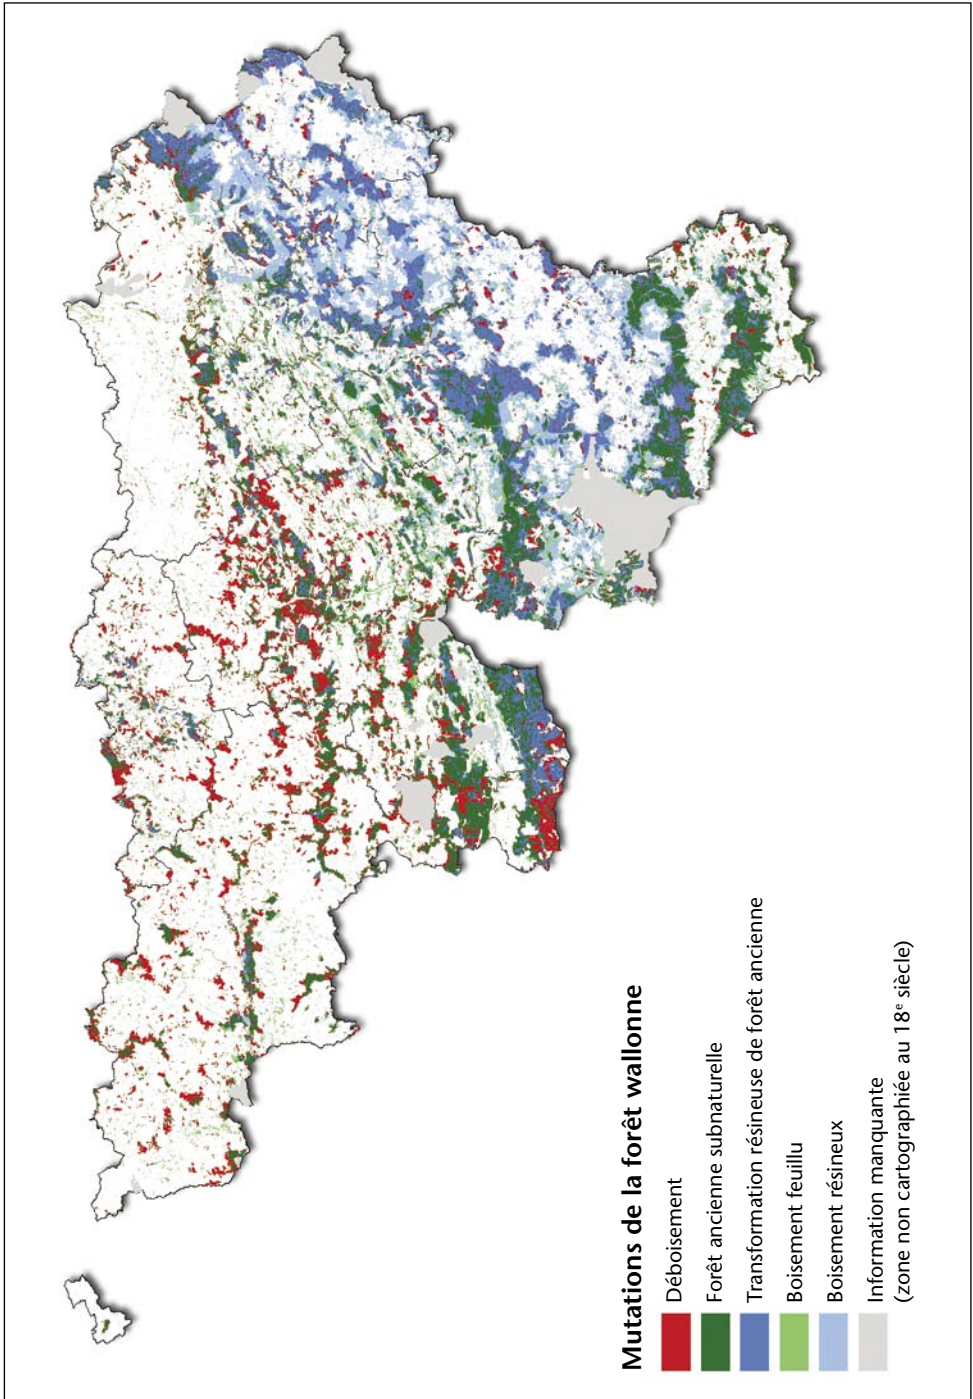 Mutations de la forêt wallonne
Déboisement
Forêt ancienne subnaturelle
Transformation résineuse de forêt ancienne
Boisement feuillu
Boisement résineux
Information manquante
(zone non cartographiée au 18e siècle)